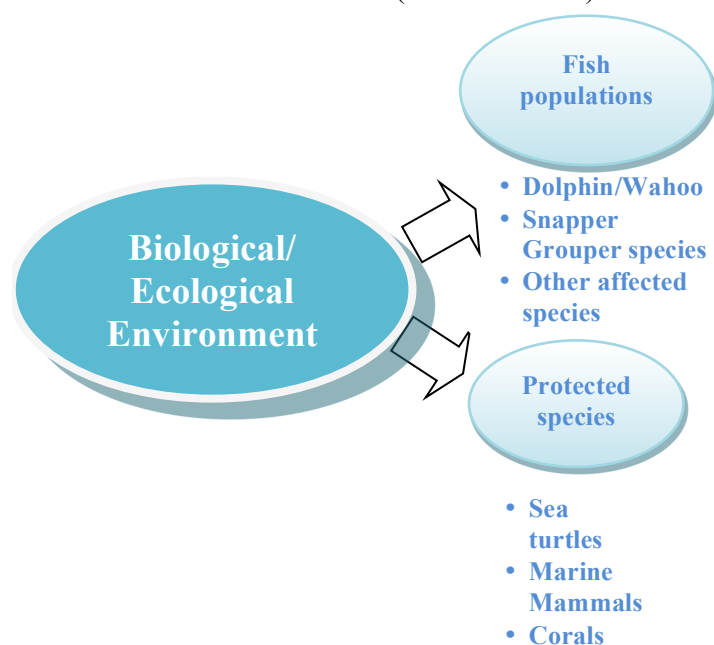 Biological/
Ecological
Environment
Fish
populations
• Dolphin/Wahoo
• Snapper
Grouper species
• Other affected
species
Protected
species
• Sea
turtles
• Marine
Mammals
• Corals